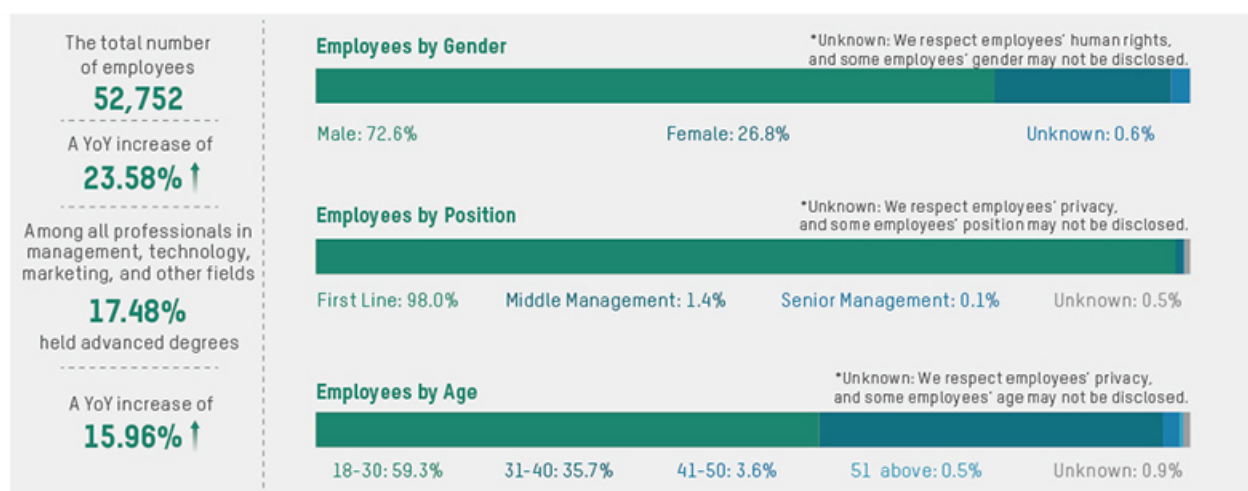 The total number
of employees
52,752
A YoY increase of
23.58%
Among all professionals in
management, technology,
marketing, and other fields
17.48%
held advanced degrees
A YoY increase of
15.96%
Employees by Gender
*Unknown: We respect employees' human rights,
and some employees' gender may not be disclosed.
Male: 72.6% Female: 26.8% Unknown: 0.6%
Employees by Position
*Unknown: We respect employees' privacy,
and some employees' position may not be disclosed.
First Line: 98.0% Middle Management: 1.4% Senior Management: 0.1% Unknown: 0.5%
Employees by Age
*Unknown: We respect employees' privacy,
and some employees' age may not be disclosed.
18-30: 59.3% 31-40: 35.7% 41-50: 3.6% 51 above: 0.5% Unknown: 0.9%